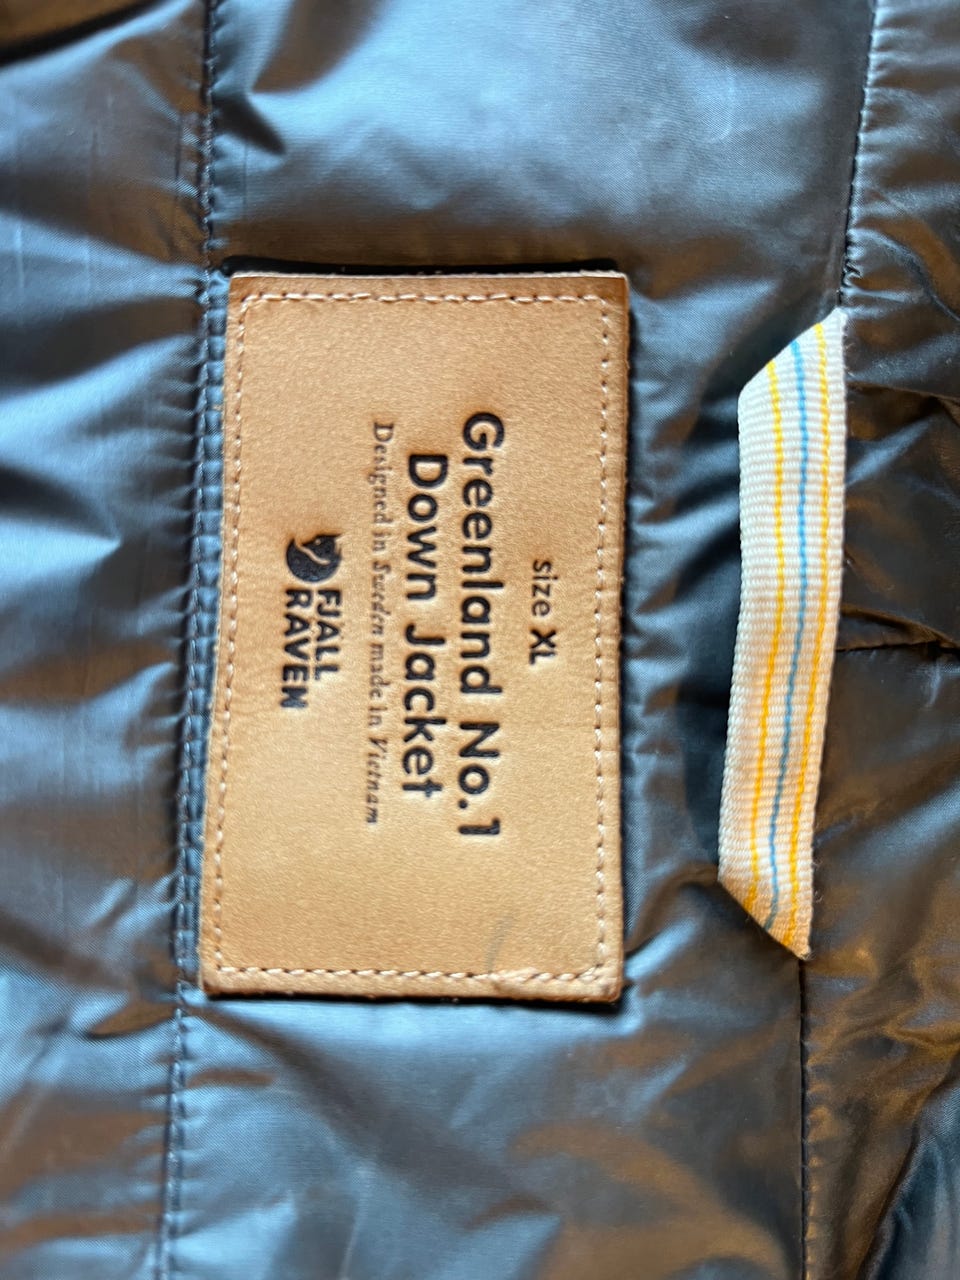 size XL
Greenland No.1
Down Jacket
Designed in Sweden made in Vietnam
FJALL
RAVEN